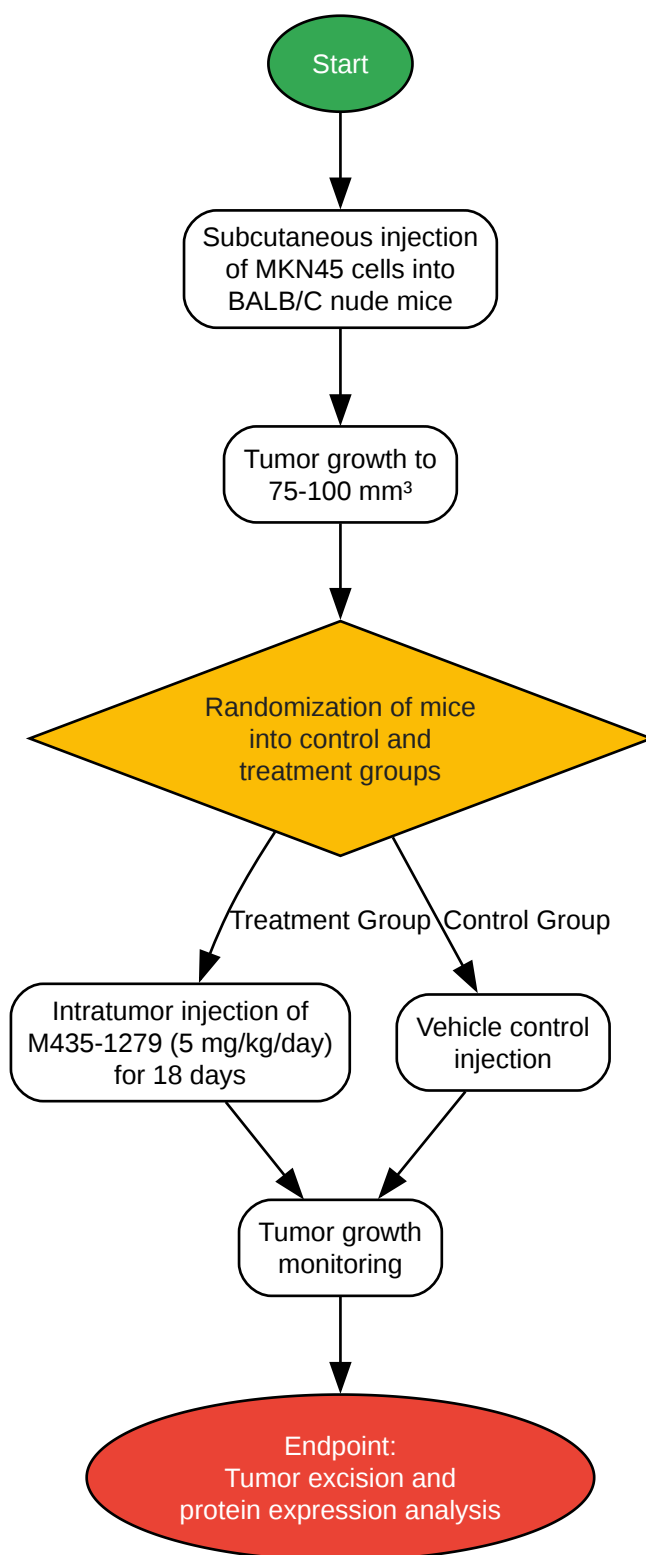 Start
Subcutaneous injection
of MKN45 cells into
BALB/C nude mice
Tumor growth to
75-100 mm³
Randomization of mice
into control and
treatment groups
Treatment Group
Control Group
Intratumor injection of
M435-1279 (5 mg/kg/day)
for 18 days
Vehicle control
injection
Tumor growth
monitoring
Endpoint:
Tumor excision and
protein expression analysis